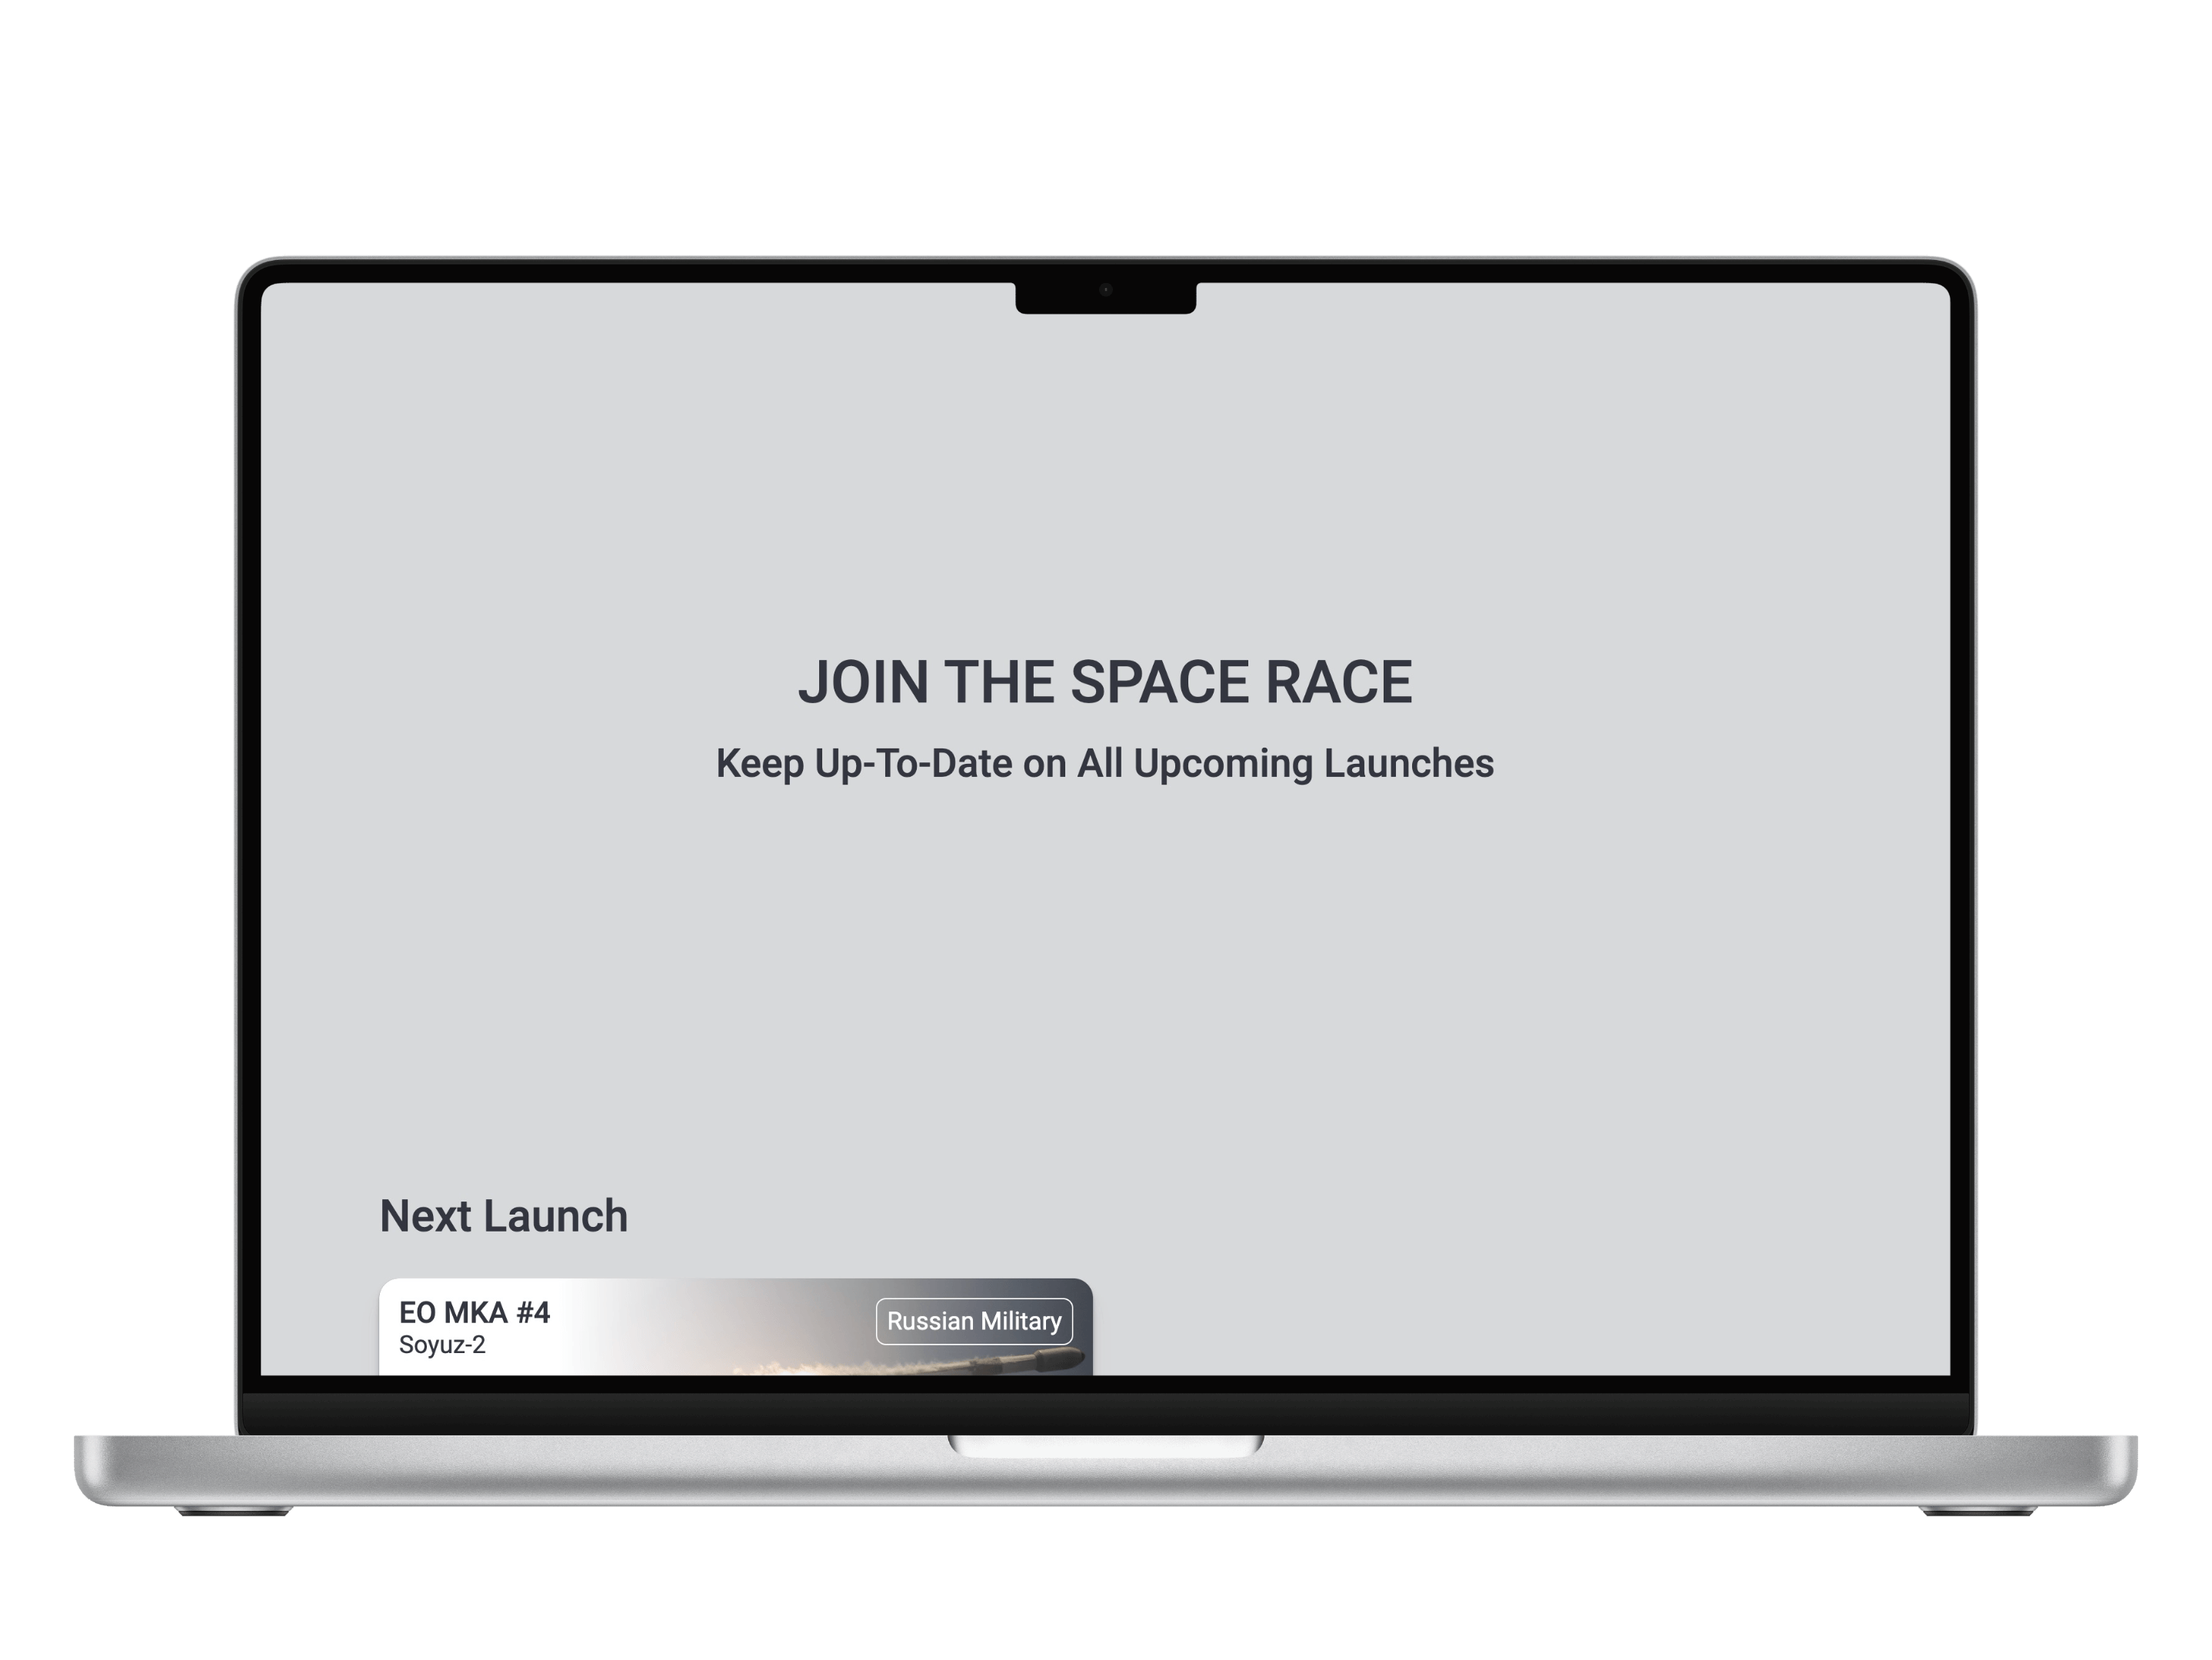 JOIN THE SPACE RACE
Keep Up-To-Date on All Upcoming Launches
Next Launch
EO MKA #4
Russian Military
Soyuz-2